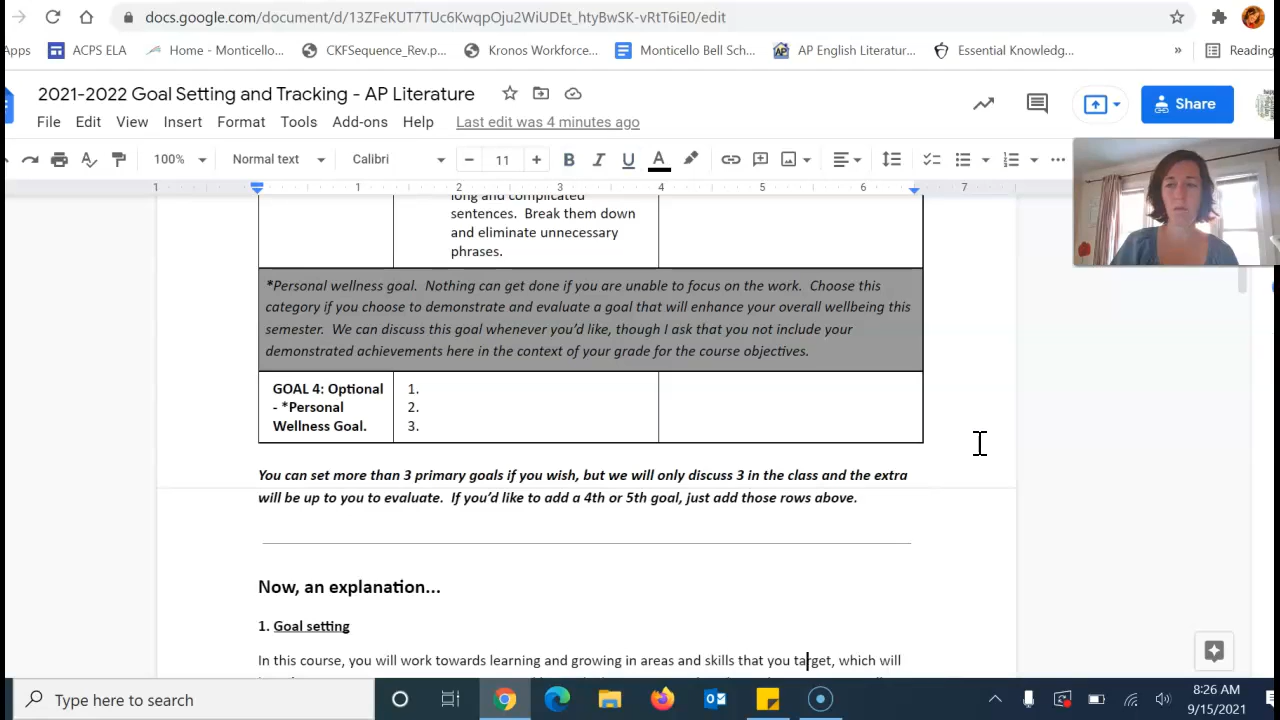 docs.google.com/document/d/13ZFeKUT7TUc6KwqpOju2WiUDEt_htyBwSK-vRtT6iE0/edit
Apps ACPS ELA Home - Monticello... CKFSequence_Rev.p... Kronos Workforce... Monticello Bell Sch... AP English Literatur... Essential Knowledg... » Reading
2021-2022 Goal Setting and Tracking - AP Literature
Share
File Edit View Insert Format Tools Add-ons Help Last edit was 4 minutes ago
100% Normal text Calibri 11 B I U A
1 1 2 3 4 5 6 7
long and complicated
sentences. Break them down
and eliminate unnecessary
phrases.
*Personal wellness goal. Nothing can get done if you are unable to focus on the work. Choose this
category if you choose to demonstrate and evaluate a goal that will enhance your overall wellbeing this
semester. We can discuss this goal whenever you’d like, though I ask that you not include your
demonstrated achievements here in the context of your grade for the course objectives.
GOAL 4: Optional
- *Personal
Wellness Goal.
1.
2.
3.
You can set more than 3 primary goals if you wish, but we will only discuss 3 in the class and the extra
will be up to you to evaluate. If you’d like to add a 4th or 5th goal, just add those rows above.
Now, an explanation...
1. Goal setting
In this course, you will work towards learning and growing in areas and skills that you target, which will
Type here to search
8:26 AM
9/15/2021